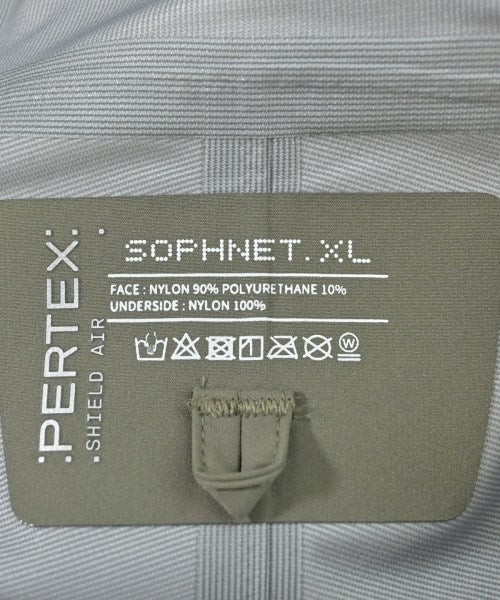 SOPHNET. XL
FACE : NYLON 90% POLYURETHANE 10%
UNDERSIDE : NYLON 100%
W
PERTEX
SHIELD AIR